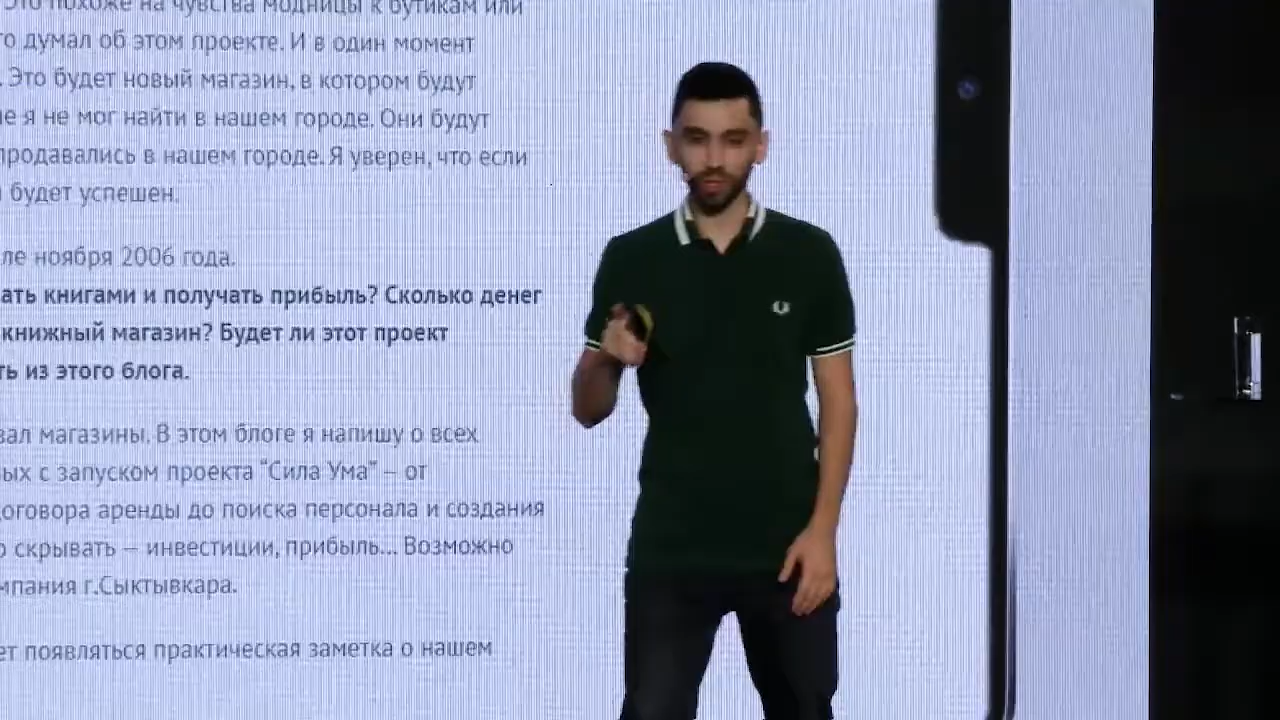 Это похоже на чувства модницы к бутикам или
думал об этом проекте. И в один момент
. Это будет новый магазин, в котором будут
я не мог найти в нашем городе. Они будут
продавались в нашем городе. Я уверен, что если
будет успешен.
ле ноября 2006 года.
ать книгами и получать прибыль? Сколько денег
книжный магазин? Будет ли этот проект
ть из этого блога.
вал магазины. В этом блоге я напишу о всех
ых с запуском проекта “Сила Ума” – от
договора аренды до поиска персонала и создания
скрывать – инвестиции, прибыль... Возможно
мпания г.Сыктывкара.
ет появляться практическая заметка о нашем